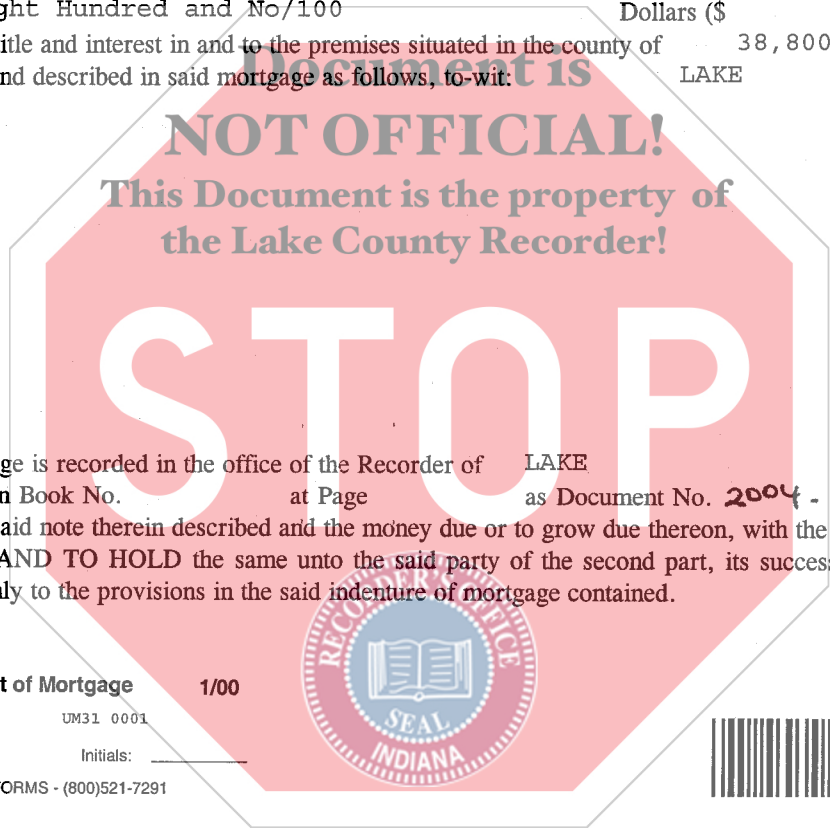 ght Hundred and No/100 Dollars ($
itle and interest in and to the premises situated in the county of 38,800
nd described in said mortgage as follows, to-wit: LAKE
Document is
NOT OFFICIAL!
This Document is the property of
the Lake County Recorder!
STOP
ge is recorded in the office of the Recorder of LAKE
n Book No. at Page as Document No. 2004 -
aid note therein described and the money due or to grow due thereon, with the
AND TO HOLD the same unto the said party of the second part, its succes
ly to the provisions in the said indenture of mortgage contained.
RECORDER'S OFFICE
SEAL
INDIANA
t of Mortgage 1/00
UM31 0001
Initials:
ORMS - (800)521-7291